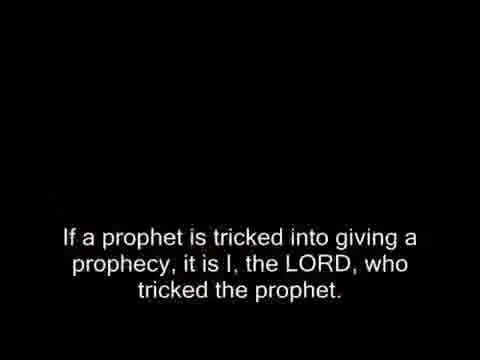 If a prophet is tricked into giving a
prophecy, it is I, the LORD, who
tricked the prophet.